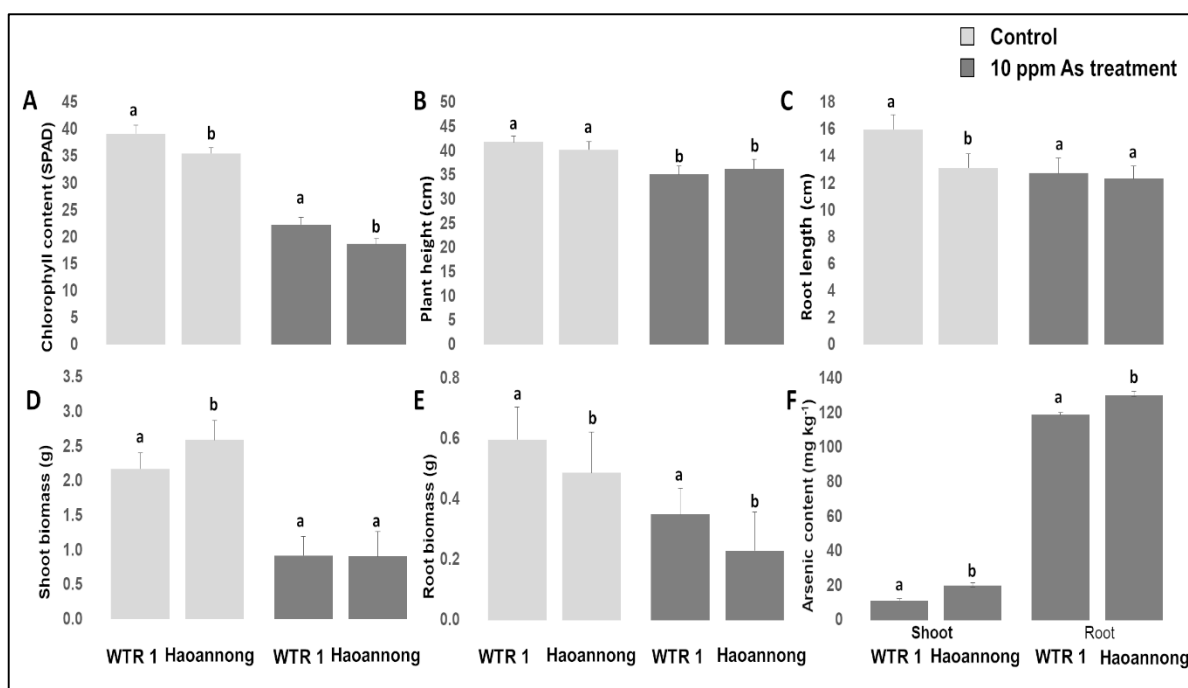 Control
10 ppm As treatment
A
Chlorophyll content (SPAD)
45
40
35
30
25
20
15
10
5
0
a
b
a
b
B
Plant height (cm)
50
45
40
35
30
25
20
15
10
5
0
a
a
b
b
C
Root length (cm)
18
16
14
12
10
8
6
4
2
0
a
b
a
a
D
Shoot biomass (g)
3.5
3.0
2.5
2.0
1.5
1.0
0.5
0.0
a
b
a
a
WTR 1 Haoannong WTR 1 Haoannong
E
Root biomass (g)
0.8
0.6
0.4
0.2
0.0
a
b
a
b
WTR 1 Haoannong WTR 1 Haoannong
F
Arsenic content (mg kg⁻¹)
140
120
100
80
60
40
20
0
a
b
a
b
Shoot Root
WTR 1 Haoannong WTR 1 Haoannong